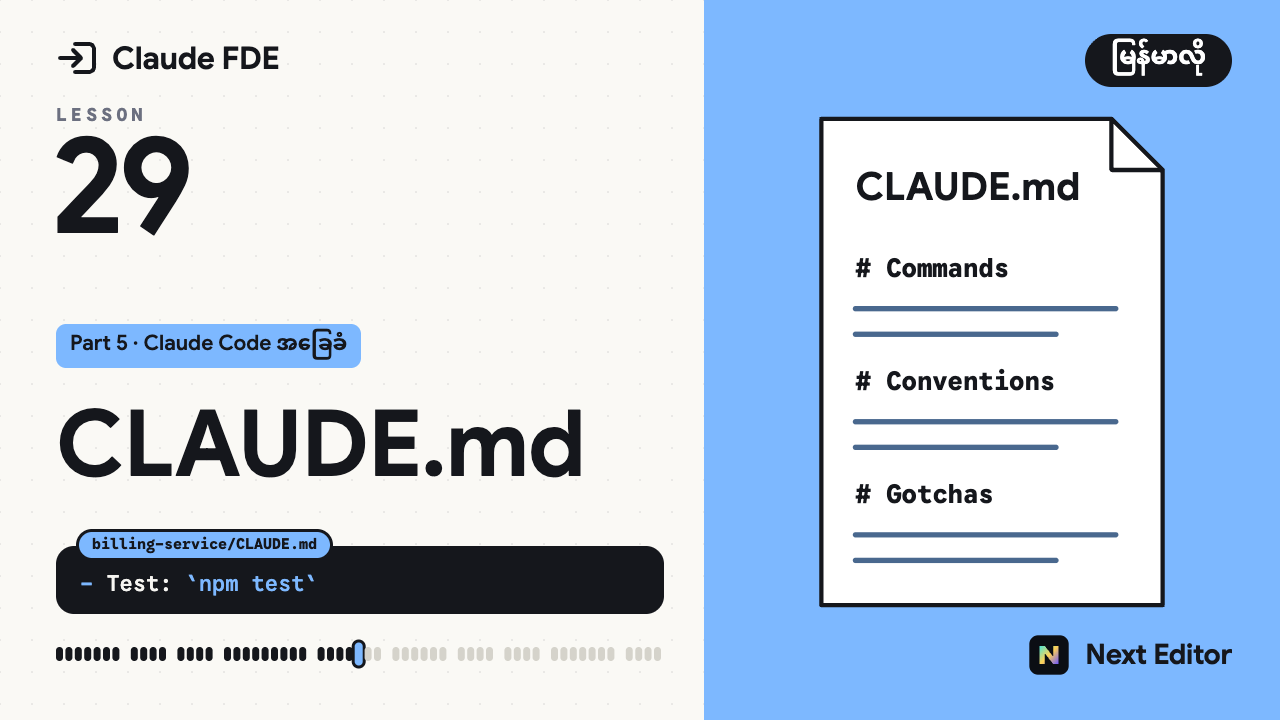 Claude FDE
LESSON
29
Part 5 · Claude Code အခြေခံ
CLAUDE.md
billing-service/CLAUDE.md
- Test: `npm test`
မြန်မာလို
CLAUDE.md
# Commands
# Conventions
# Gotchas
N
Next Editor